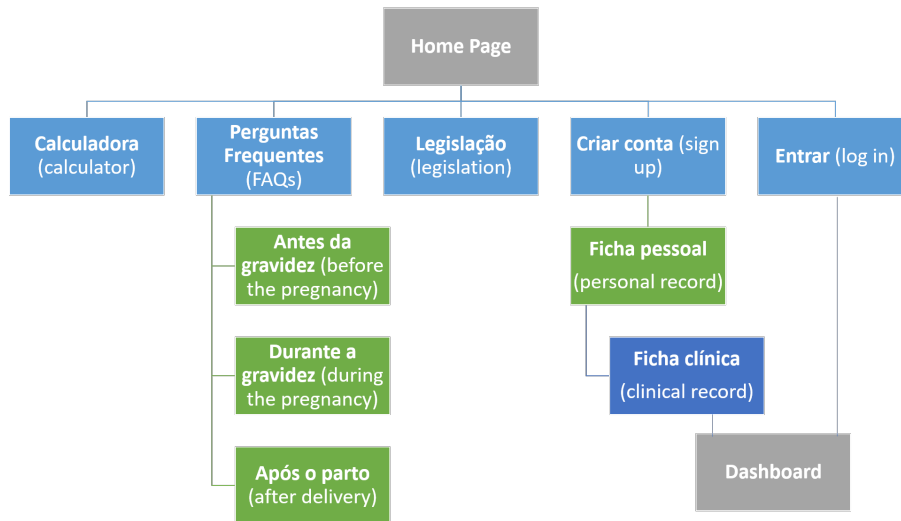 Home Page
Calculadora
(calculator)
Perguntas
Frequentes
(FAQs)
Legislação
(legislation)
Criar conta (sign
up)
Entrar (log in)
Antes da
gravidez (before
the pregnancy)
Durante a
gravidez (during
the pregnancy)
Após o parto
(after delivery)
Ficha pessoal
(personal record)
Ficha clínica
(clinical record)
Dashboard